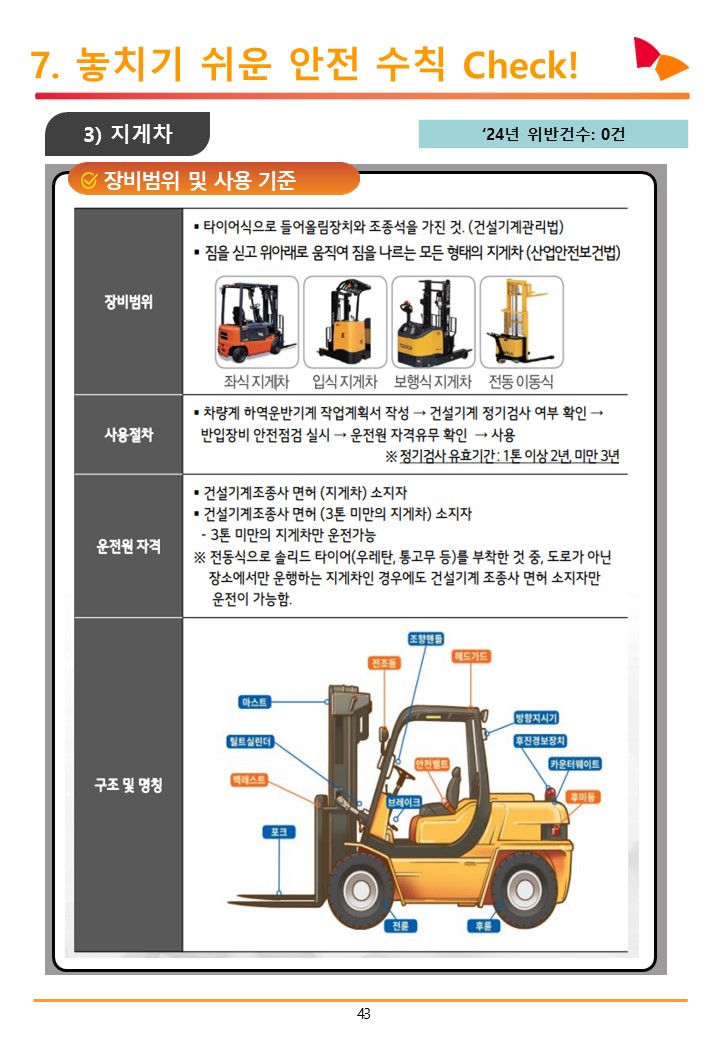 7. 놓치기 쉬운 안전 수칙 Check!
3) 지게차
‘24년 위반건수: 0건
장비범위 및 사용 기준
장비범위
▪ 타이어식으로 들어올림장치와 조종석을 가진 것. (건설기계관리법)
▪ 짐을 싣고 위아래로 움직여 짐을 나르는 모든 형태의 지게차 (산업안전보건법)
좌식 지게차 입식 지게차 보행식 지게차 전동 이동식
사용절차
▪ 차량계 하역운반기계 작업계획서 작성 → 건설기계 정기검사 여부 확인 →
반입장비 안전점검 실시 → 운전원 자격유무 확인 → 사용
※ 정기검사 유효기간 : 1톤 이상 2년, 미만 3년
운전원 자격
▪ 건설기계조종사 면허 (지게차) 소지자
▪ 건설기계조종사 면허 (3톤 미만의 지게차) 소지자
- 3톤 미만의 지게차만 운전가능
※ 전동식으로 솔리드 타이어(우레탄, 통고무 등)를 부착한 것 중, 도로가 아닌
장소에서만 운행하는 지게차인 경우에도 건설기계 조종사 면허 소지자만
운전이 가능함.
구조 및 명칭
조향핸들
전조등
헤드가드
마스트
방향지시기
틸트실린더
후진경보장치
안전벨트
카운터웨이트
백레스트
브레이크
후미등
포크
전륜
후륜
43